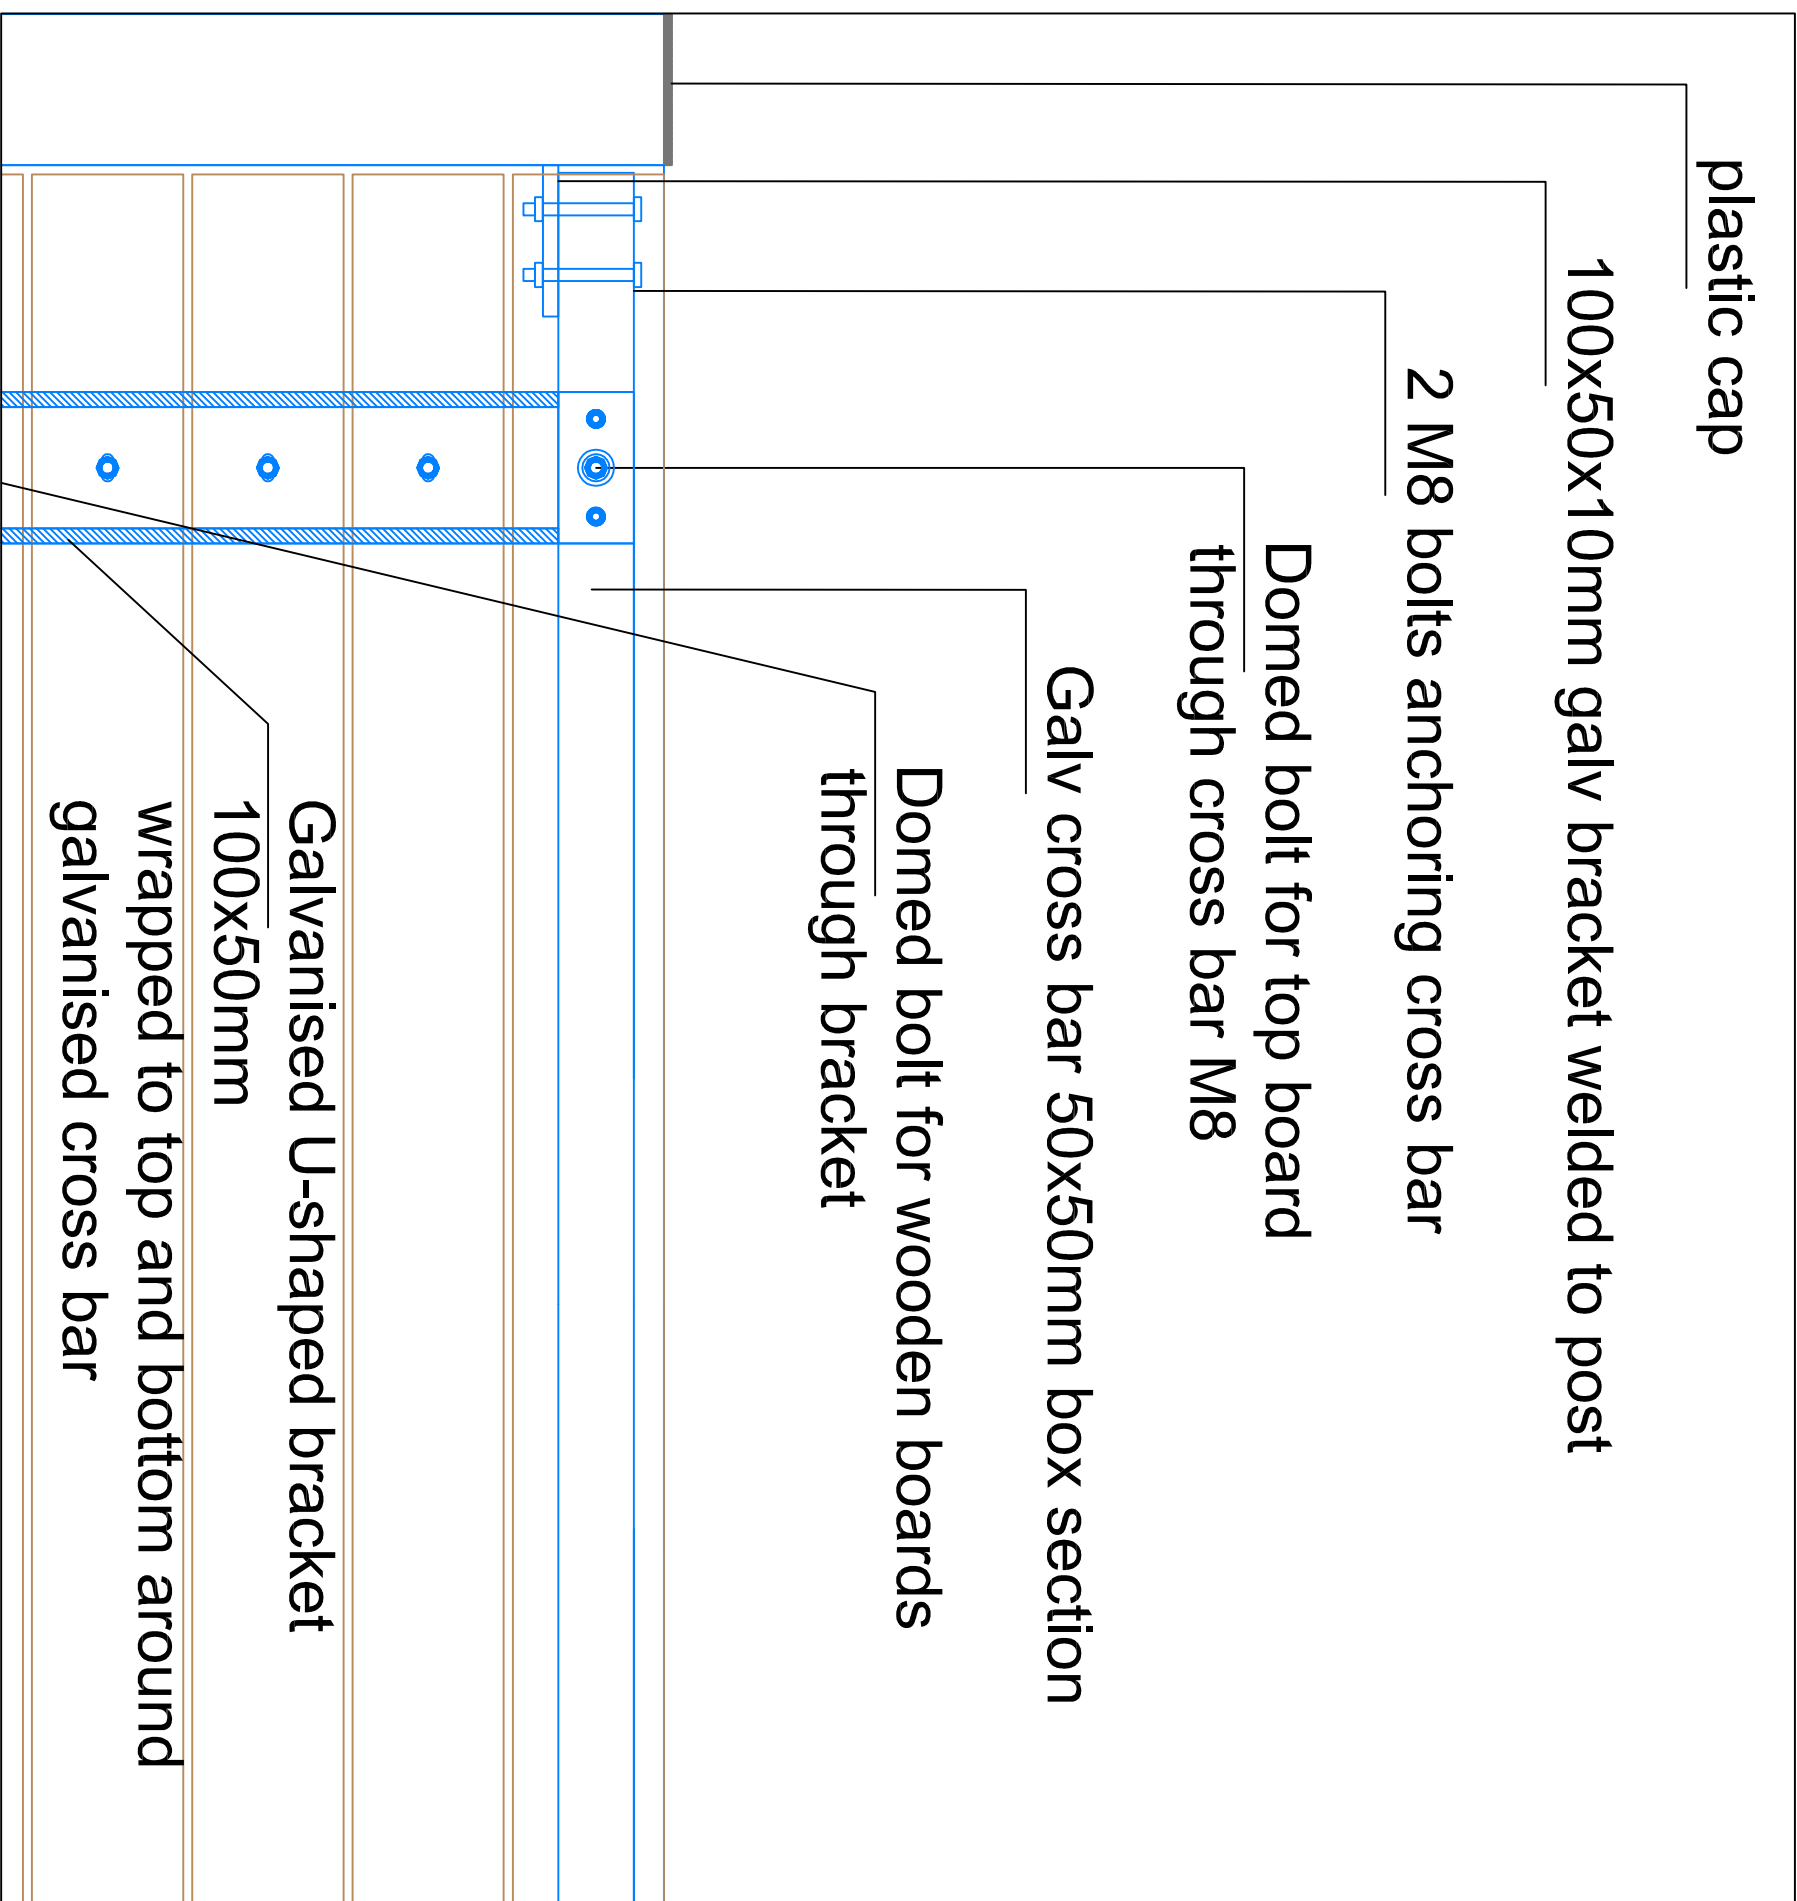 plastic cap
100x50x10mm galv bracket welded to post
2 M8 bolts anchoring cross bar
Domed bolt for top board
through cross bar M8
Galv cross bar 50x50mm box section
Domed bolt for wooden boards
through bracket
Galvanised U-shaped bracket
100x50mm
wrapped to top and bottom around
galvanised cross bar